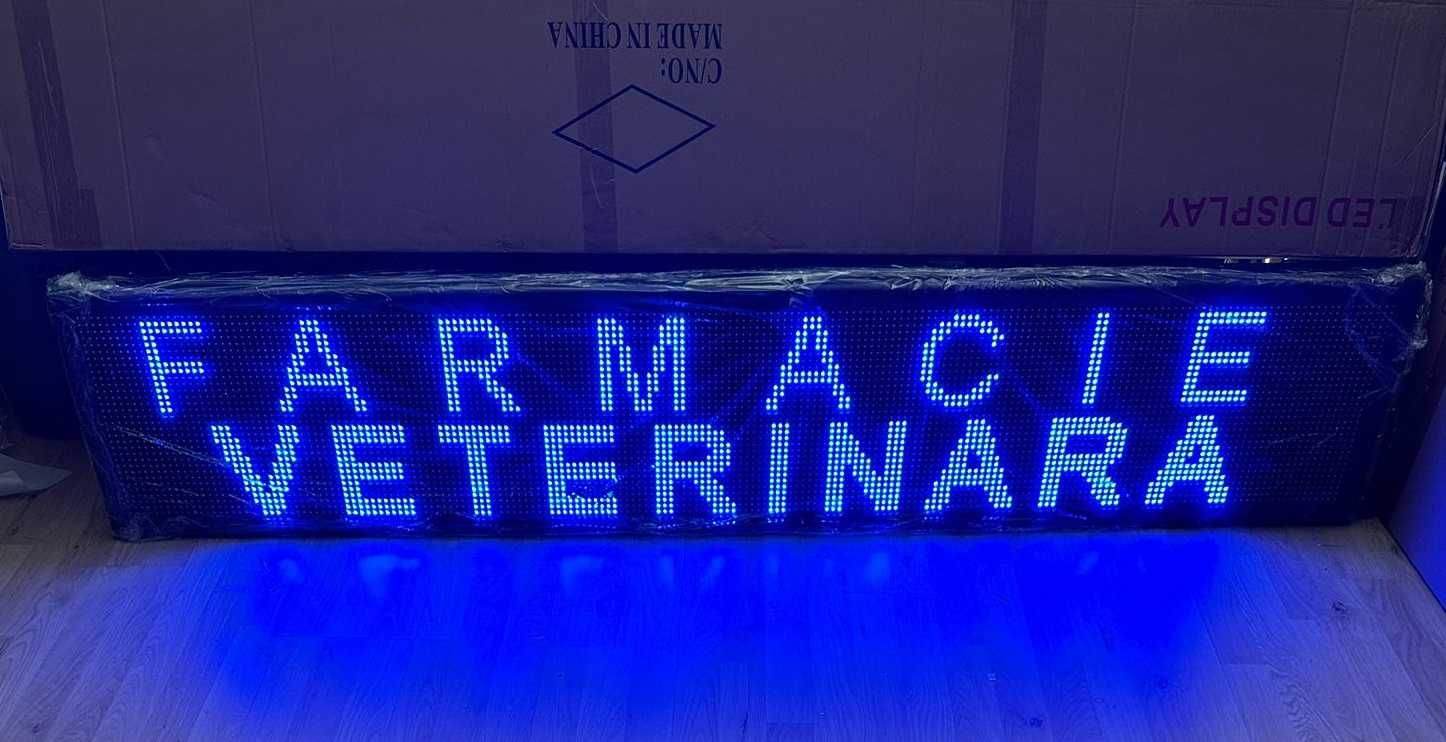 MADE IN CHINA
C/NO:
LED DISPLAY
FARMACIE
VETERINARA